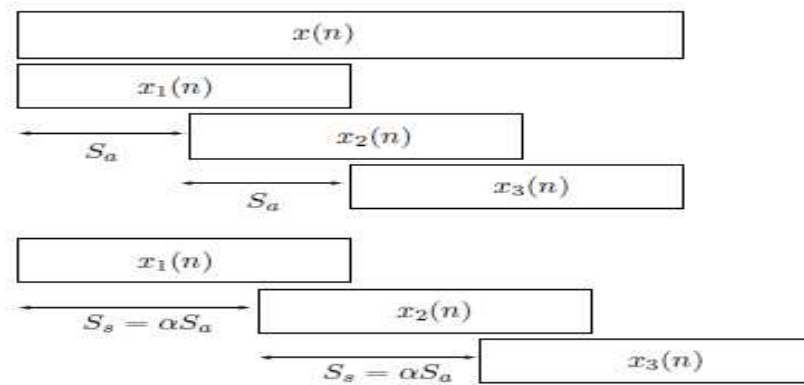 x(n)
x₁(n)
Sₐ
x₂(n)
Sₐ
x₃(n)
x₁(n)
Sₛ = αSₐ
x₂(n)
Sₛ = αSₐ
x₃(n)